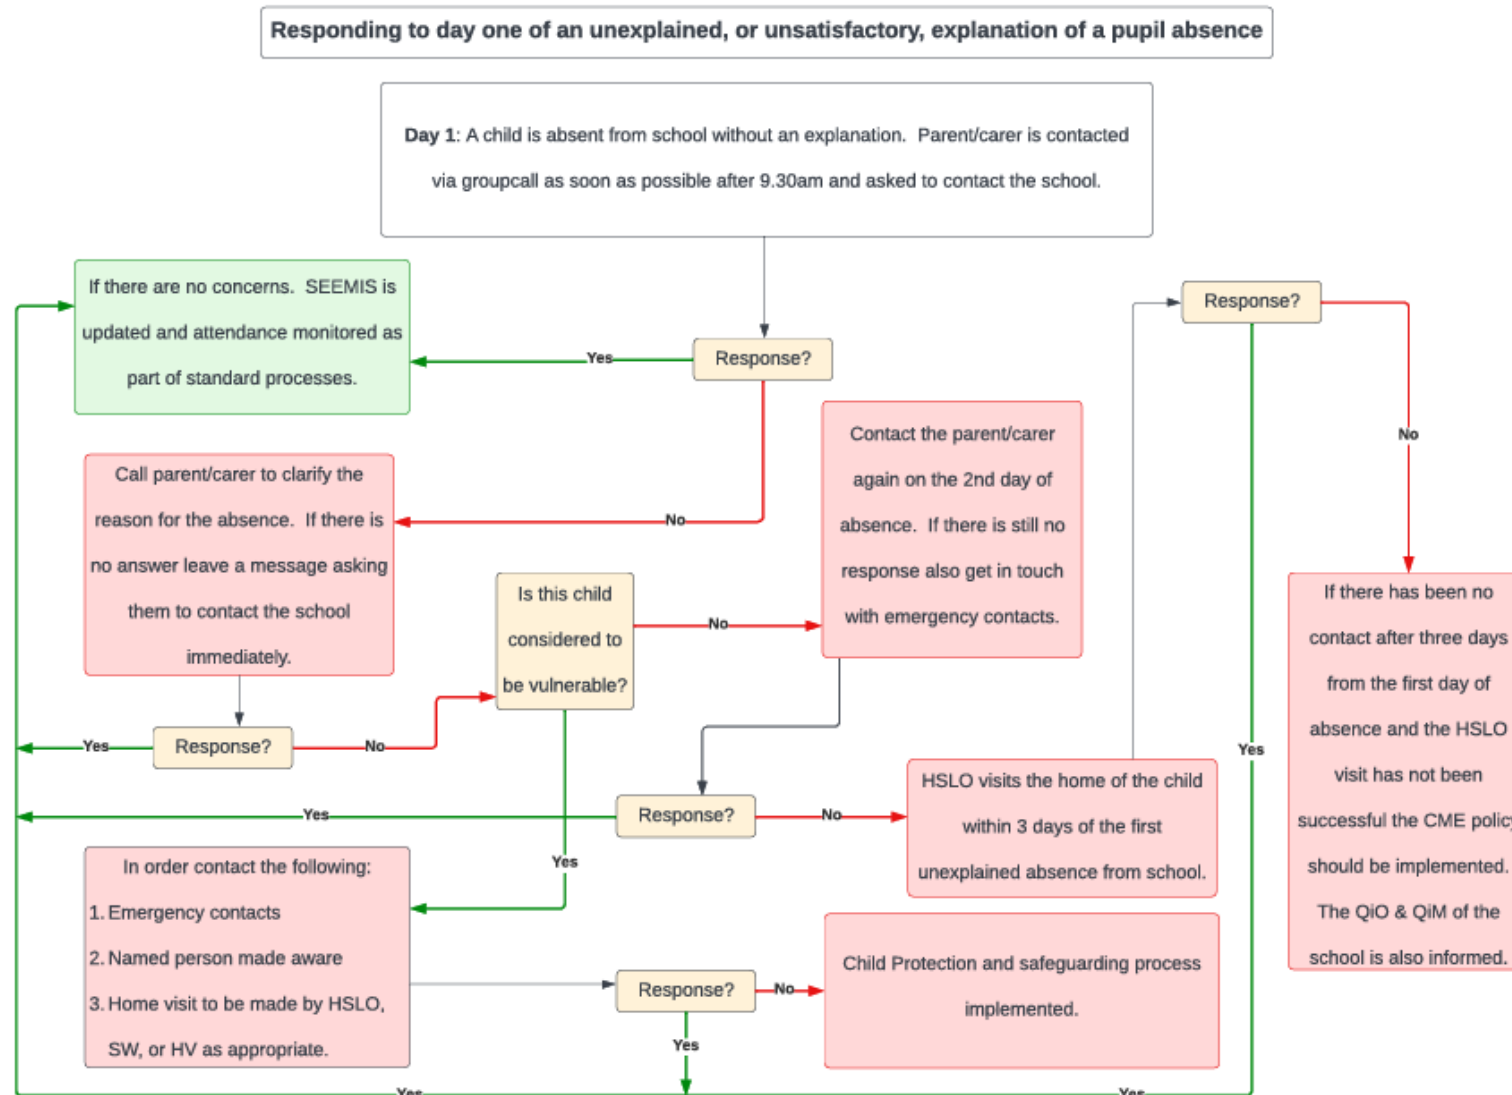 Responding to day one of an unexplained, or unsatisfactory, explanation of a pupil absence
Day 1: A child is absent from school without an explanation. Parent/carer is contacted
via groupcall as soon as possible after 9.30am and asked to contact the school.
If there are no concerns. SEEMIS is
updated and attendance monitored as
part of standard processes.
Yes
Response?
Response?
No
No
Call parent/carer to clarify the
reason for the absence. If there is
no answer leave a message asking
them to contact the school
immediately.
Contact the parent/carer
again on the 2nd day of
absence. If there is still no
response also get in touch
with emergency contacts.
Is this child
considered to
be vulnerable?
No
Yes
Response?
No
Yes
Response?
No
HSLO visits the home of the child
within 3 days of the first
unexplained absence from school.
Yes
If there has been no
contact after three days
from the first day of
absence and the HSLO
visit has not been
successful the CME policy
should be implemented.
The QiO & QiM of the
school is also informed.
Yes
In order contact the following:
1. Emergency contacts
2. Named person made aware
3. Home visit to be made by HSLO,
SW, or HV as appropriate.
Response?
No
Child Protection and safeguarding process
implemented.
Yes
Yes
Yes